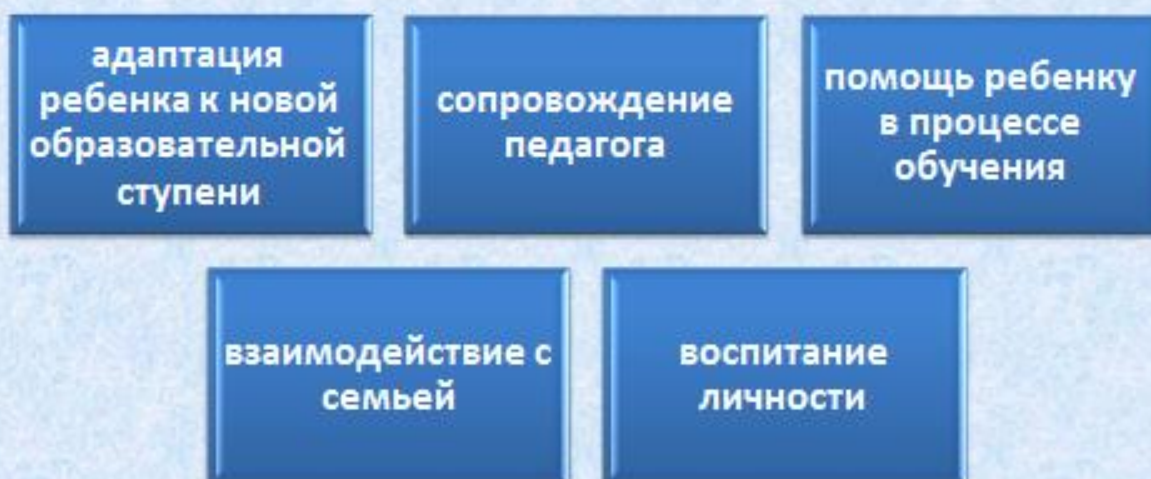 адаптация
ребенка к новой
образовательной
ступени
сопровождение
педагога
помощь ребенку
в процессе
обучения
взаимодействие с
семьей
воспитание
личности